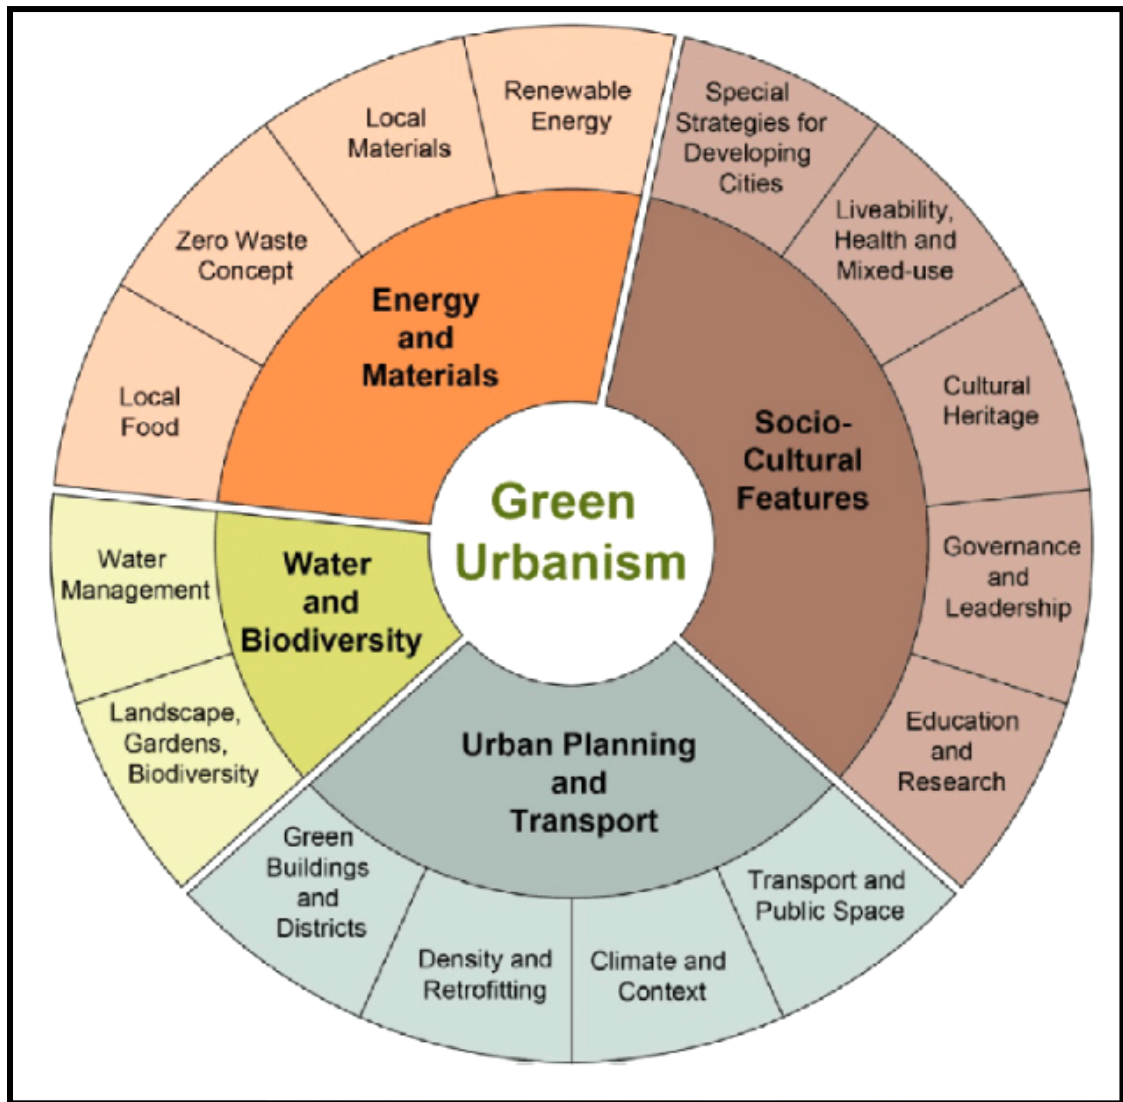 Green
Urbanism
Energy
and
Materials
Renewable
Energy
Local
Materials
Zero Waste
Concept
Local
Food
Socio-
Cultural
Features
Special
Strategies for
Developing
Cities
Liveability,
Health and
Mixed-use
Cultural
Heritage
Governance
and
Leadership
Education
and
Research
Urban Planning
and
Transport
Transport and
Public Space
Climate and
Context
Density and
Retrofitting
Green
Buildings
and
Districts
Water
and
Biodiversity
Landscape,
Gardens,
Biodiversity
Water
Management